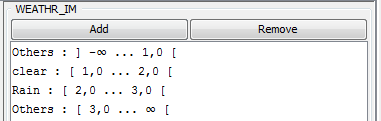 WEATHR_IM
Add Remove
Others : ] -∞ ... 1,0 [
clear : [ 1,0 ... 2,0 [
Rain : [ 2,0 ... 3,0 [
Others : [ 3,0 ... ∞ [